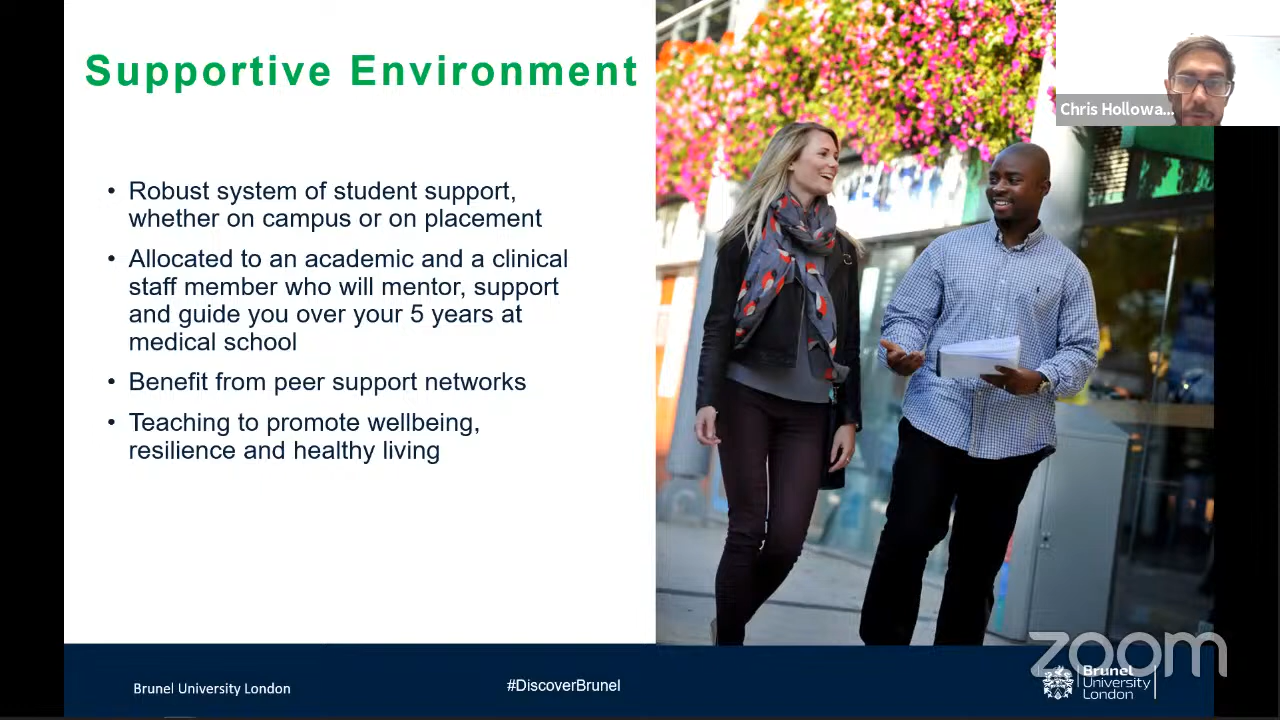 Supportive Environment
Chris Hollowa...
• Robust system of student support,
whether on campus or on placement
• Allocated to an academic and a clinical
staff member who will mentor, support
and guide you over your 5 years at
medical school
• Benefit from peer support networks
• Teaching to promote wellbeing,
resilience and healthy living
Brunel University London
#DiscoverBrunel
zoom
Brunel
University
London